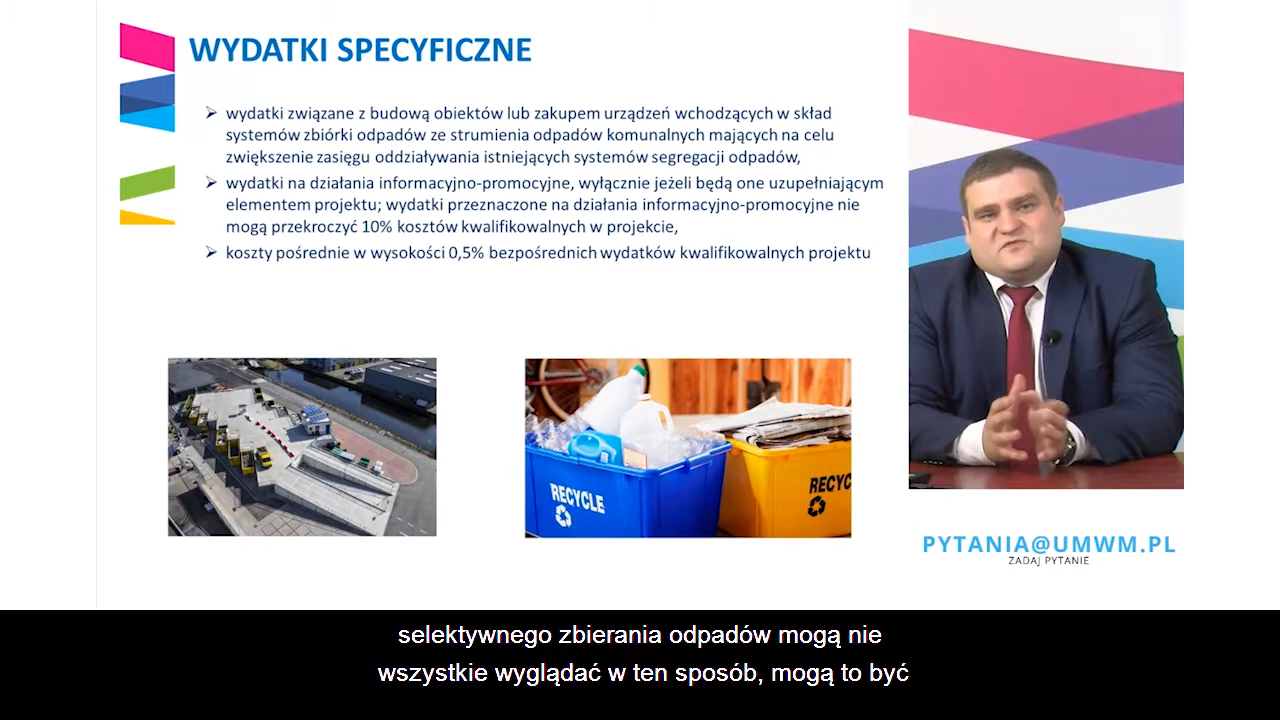 WYDATKI SPECYFICZNE
wydatki związane z budową obiektów lub zakupem urządzeń wchodzących w skład
systemów zbiórki odpadów ze strumienia odpadów komunalnych mających na celu
zwiększenie zasięgu oddziaływania istniejących systemów segregacji odpadów,
wydatki na działania informacyjno-promocyjne, wyłącznie jeżeli będą one uzupełniającym
elementem projektu; wydatki przeznaczone na działania informacyjno-promocyjne nie
mogą przekroczyć 10% kosztów kwalifikowalnych w projekcie,
koszty pośrednie w wysokości 0,5% bezpośrednich wydatków kwalifikowalnych projektu
RECYCLE
RECYC
PYTANIA@UMWM.PL
ZADAJ PYTANIE
selektywnego zbierania odpadów mogą nie
wszystkie wyglądać w ten sposób, mogą to być